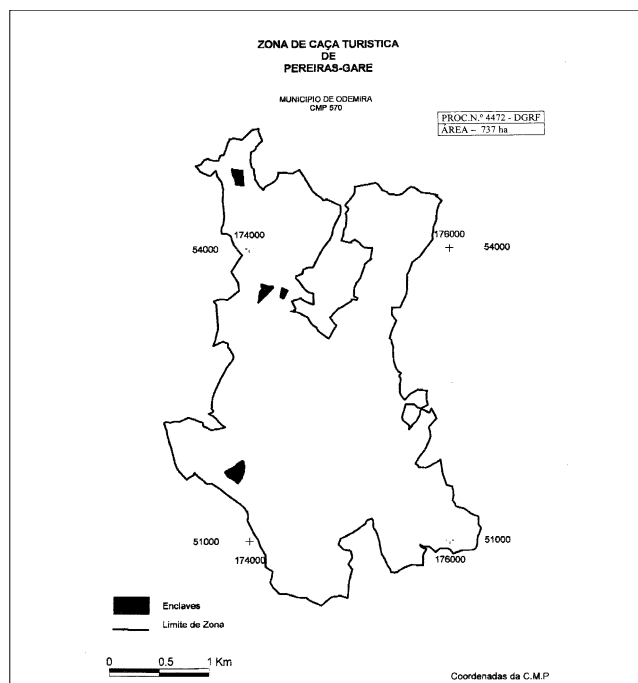 ZONA DE CAÇA TURISTICA
DE
PEREIRAS-GARE
MUNICIPIO DE ODEMIRA
CMP 570
PROC.N.º 4472 - DGRF
ÁREA – 737 ha
174000
54000
176000
54000
51000
174000
51000
176000
Enclaves
Limite de Zona
0 0.5 1 Km
Coordenadas da C.M.P